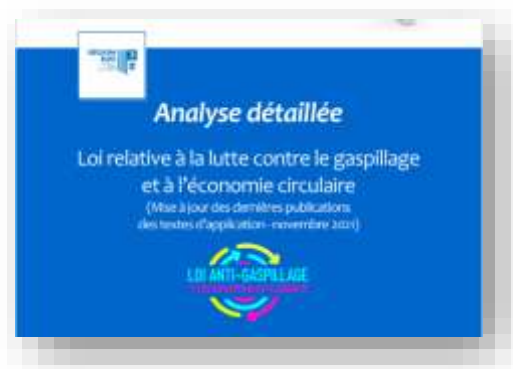 Analyse détaillée
Loi relative à la lutte contre le gaspillage
et à l'économie circulaire
(Mise à jour des dernières publications
des textes d'application - novembre 2021)
LOI ANTI-GASPILLAGE